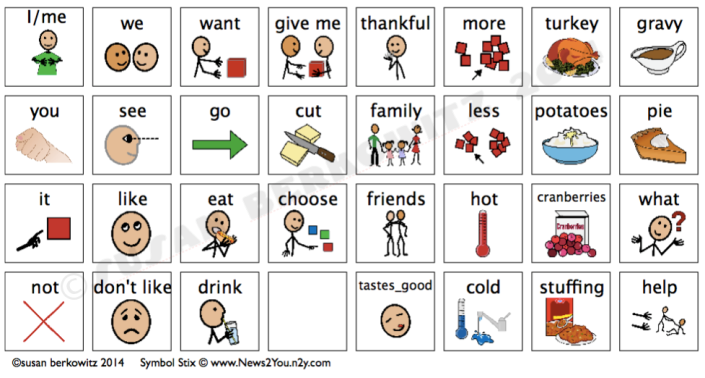 I/me we want give me thankful more turkey gravy
you see go cut family less potatoes pie
it like eat choose friends hot cranberries what
Cranberries
not don't like drink tastes_good cold stuffing help
©susan berkowitz 2014 Symbol Stix © www.News2You.n2y.com